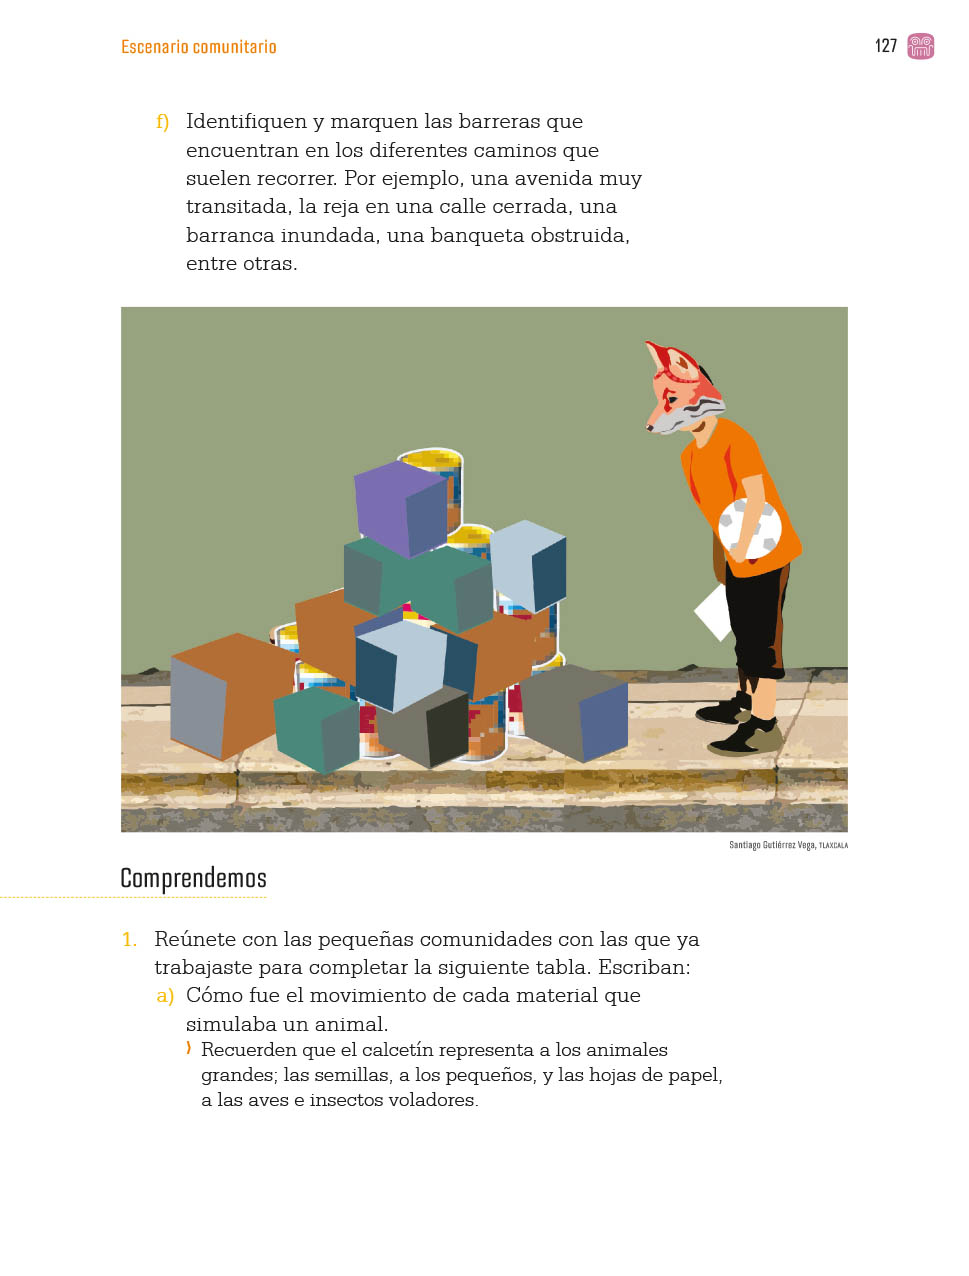 Escenario comunitario
127
f) Identifiquen y marquen las barreras que
encuentran en los diferentes caminos que
suelen recorrer. Por ejemplo, una avenida muy
transitada, la reja en una calle cerrada, una
barranca inundada, una banqueta obstruida,
entre otras.
Santiago Gutiérrez Vega, TLAXCALA
Comprendemos
1. Reúnete con las pequeñas comunidades con las que ya
trabajaste para completar la siguiente tabla. Escriban:
a) Cómo fue el movimiento de cada material que
simulaba un animal.
⟩ Recuerden que el calcetín representa a los animales
grandes; las semillas, a los pequeños, y las hojas de papel,
a las aves e insectos voladores.